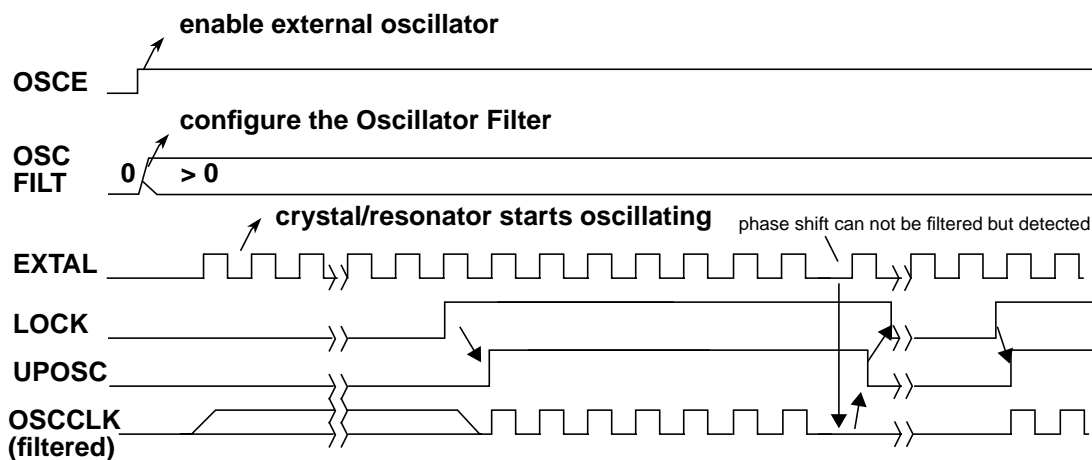 enable external oscillator
OSCE
configure the Oscillator Filter
OSC
FILT
0 > 0
crystal/resonator starts oscillating
phase shift can not be filtered but detected
EXTAL
LOCK
UPOSC
OSCCLK
(filtered)